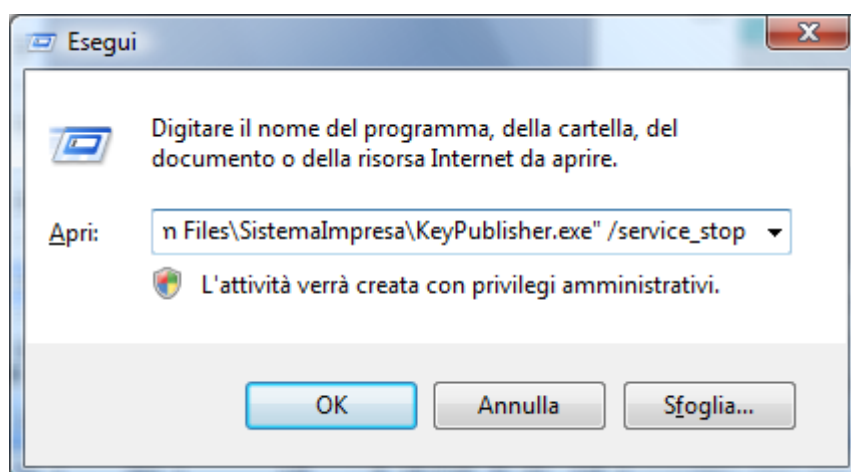 Esegui
Digitare il nome del programma, della cartella, del
documento o della risorsa Internet da aprire.
Apri: n Files\SistemaImpresa\KeyPublisher.exe" /service_stop
L'attività verrà creata con privilegi amministrativi.
OK Annulla Sfoglia...